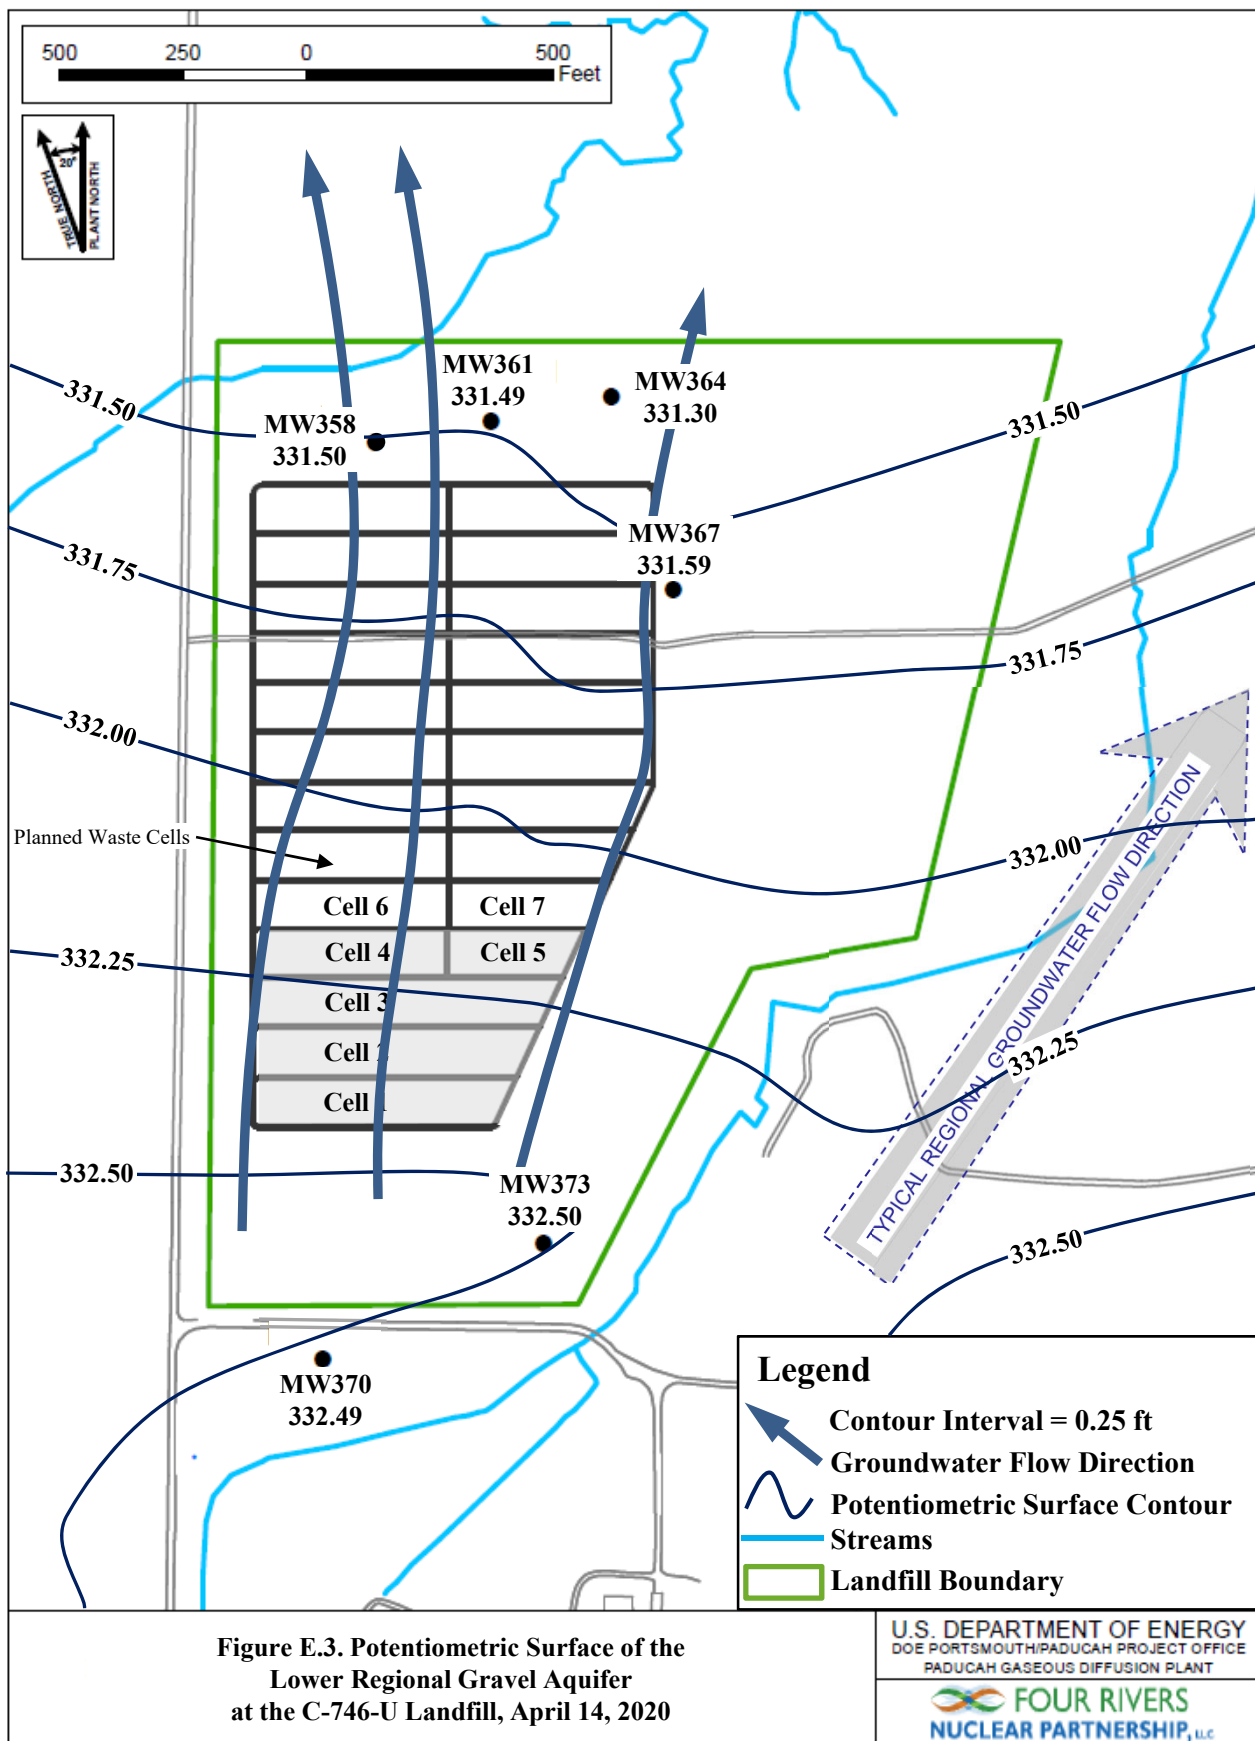 500 250 0 500
Feet
20°
TRUE NORTH
PLANT NORTH
MW361
331.49
MW364
331.30
331.50
MW358
331.50
331.50
MW367
331.59
331.75
331.75
332.00
Planned Waste Cells
332.00
Cell 6
Cell 7
Cell 4
Cell 5
332.25
Cell 3
Cell 2
Cell 1
332.25
TYPICAL REGIONAL GROUNDWATER FLOW DIRECTION
332.50
MW373
332.50
332.50
MW370
332.49
Legend
Contour Interval = 0.25 ft
Groundwater Flow Direction
Potentiometric Surface Contour
Streams
Landfill Boundary
Figure E.3. Potentiometric Surface of the
Lower Regional Gravel Aquifer
at the C-746-U Landfill, April 14, 2020
U.S. DEPARTMENT OF ENERGY
DOE PORTSMOUTH/PADUCAH PROJECT OFFICE
PADUCAH GASEOUS DIFFUSION PLANT
FOUR RIVERS
NUCLEAR PARTNERSHIP, LLC